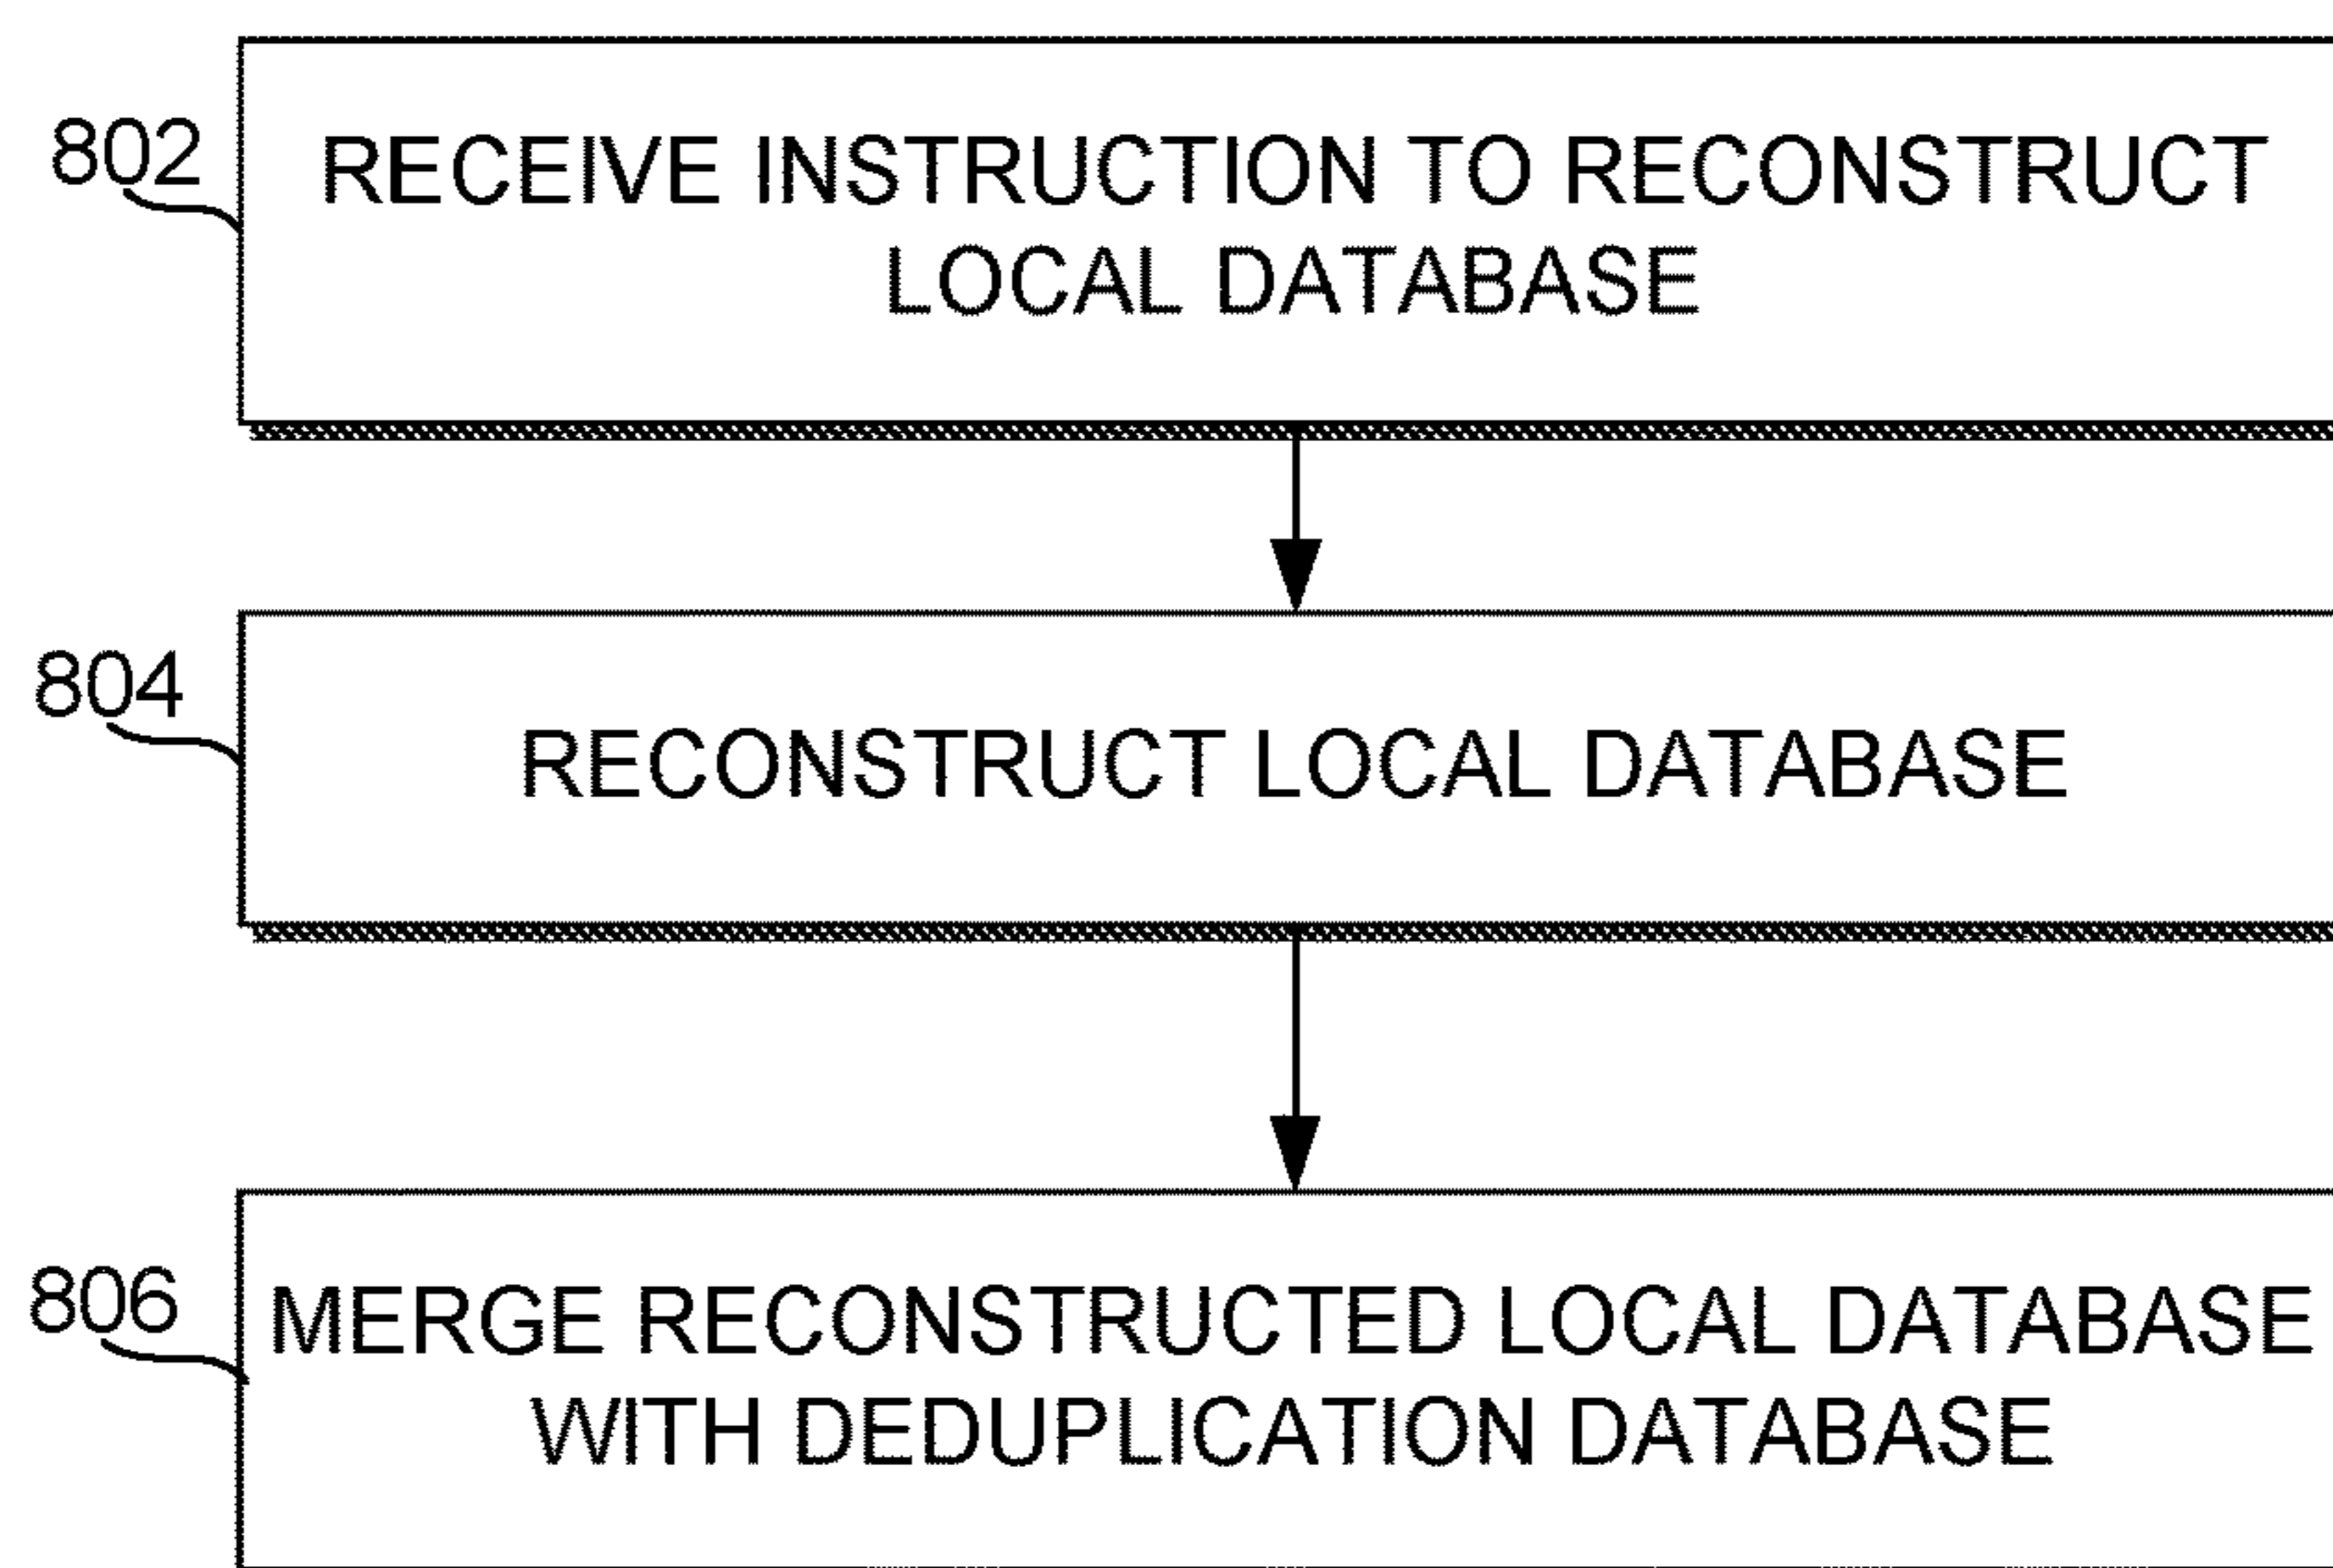 802
RECEIVE INSTRUCTION TO RECONSTRUCT
LOCAL DATABASE
804
RECONSTRUCT LOCAL DATABASE
806
MERGE RECONSTRUCTED LOCAL DATABASE
WITH DEDUPLICATION DATABASE